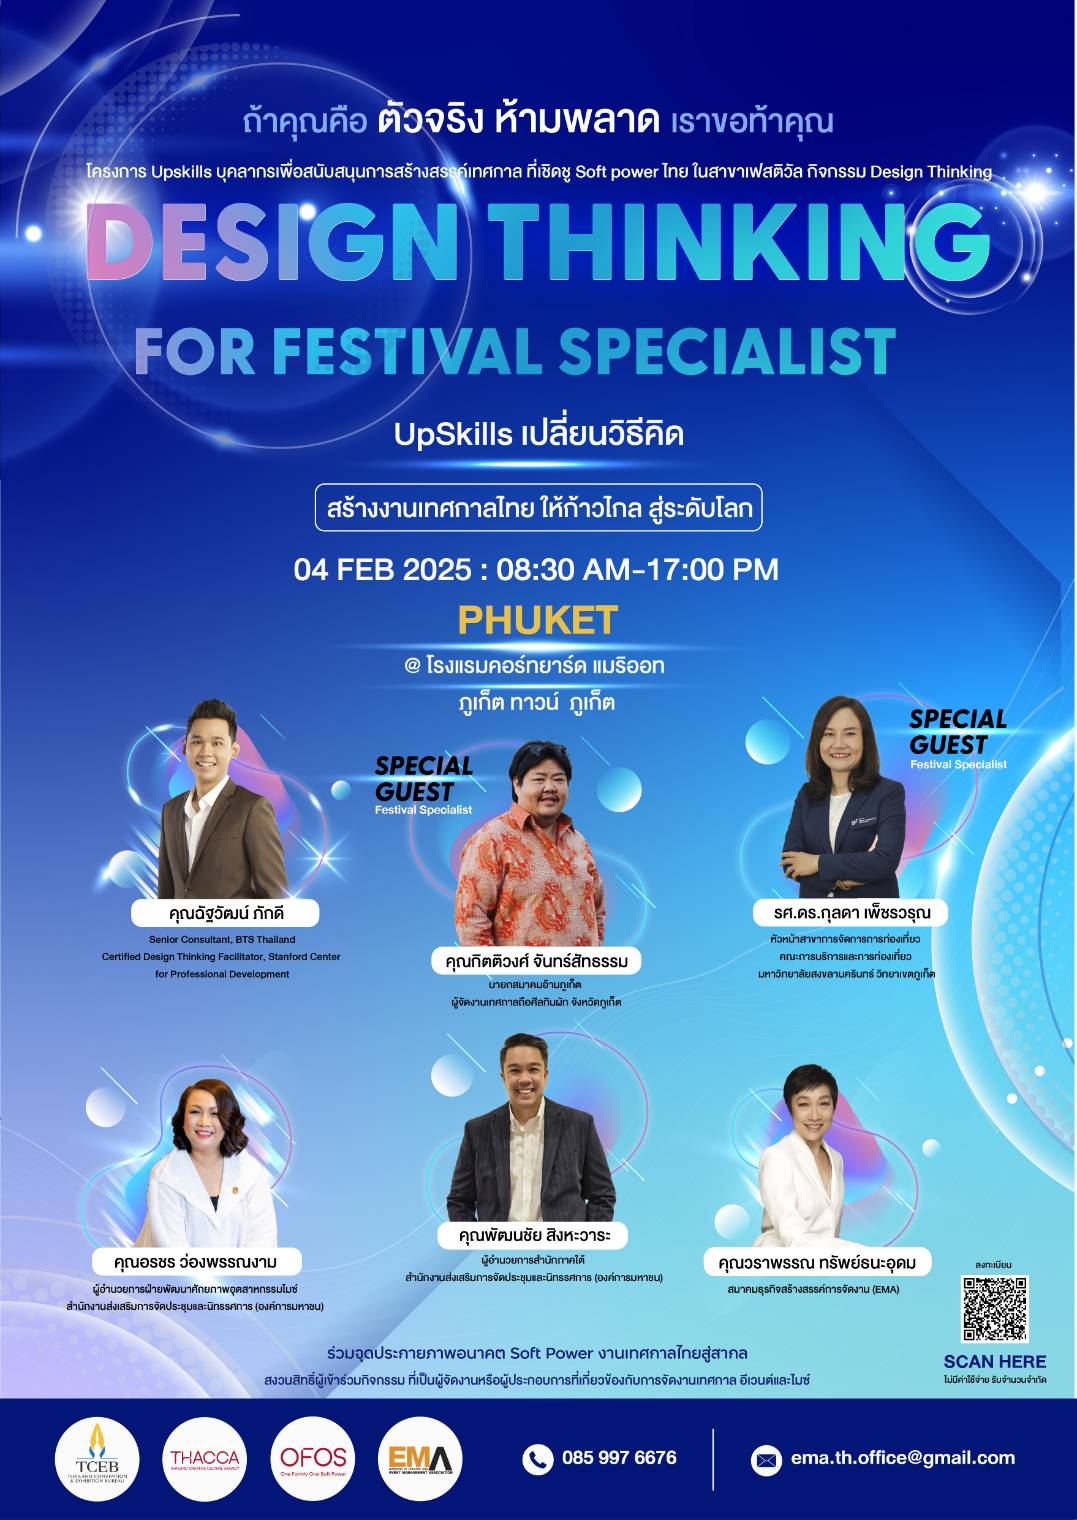 ถ้าคุณคือ ตัวจริง ห้ามพลาด เราขอท้าคุณ
โครงการ Upskills บุคลากรเพื่อสนับสนุนการสร้างสรรค์เทศกาล ที่เชิดชู Soft power ไทย ในสาขาเฟสติวัล กิจกรรม Design Thinking
DESIGN THINKING
FOR FESTIVAL SPECIALIST
UpSkills เปลี่ยนวิธีคิด
สร้างงานเทศกาลไทย ให้ก้าวไกล สู่ระดับโลก
04 FEB 2025 : 08:30 AM-17:00 PM
PHUKET
@ โรงแรมคอร์ทยาร์ด แมริออท
ภูเก็ต ทาวน์ ภูเก็ต
SPECIAL
GUEST
Festival Specialist
SPECIAL
GUEST
Festival Specialist
คุณฉัฐวัฒน์ ภักดี
Senior Consultant, BTS Thailand
Certified Design Thinking Facilitator, Stanford Center
for Professional Development
คุณกิตติวงศ์ จันทร์สัทธรรม
นายกสมาคมอ๊ามภูเก็ต
ผู้จัดงานเทศกาลถือศีลกินผัก จังหวัดภูเก็ต
รศ.ดร.กุลดา เพ็ชรวรุณ
หัวหน้าสาขาการจัดการการท่องเที่ยว
คณะการบริการและการท่องเที่ยว
มหาวิทยาลัยสงขลานครินทร์ วิทยาเขตภูเก็ต
คุณอรชร ว่องพรรณงาม
ผู้อำนวยการฝ่ายพัฒนาศักยภาพอุตสาหกรรมไมซ์
สำนักงานส่งเสริมการจัดประชุมและนิทรรศการ (องค์การมหาชน)
คุณพัฒนชัย สิงหะวาระ
ผู้อำนวยการสำนักภาคใต้
สำนักงานส่งเสริมการจัดประชุมและนิทรรศการ (องค์การมหาชน)
คุณวราพรรณ ทรัพย์ธนะอุดม
สมาคมธุรกิจสร้างสรรค์การจัดงาน (EMA)
ลงทะเบียน
SCAN HERE
ไม่มีค่าใช้จ่าย รับจำนวนจำกัด
ร่วมจุดประกายภาพอนาคต Soft Power งานเทศกาลไทยสู่สากล
สงวนสิทธิ์ผู้เข้าร่วมกิจกรรม ที่เป็นผู้จัดงานหรือผู้ประกอบการที่เกี่ยวข้องกับการจัดงานเทศกาล อีเวนต์และไมซ์
TCEB
THAILAND CONVENTION
& EXHIBITION BUREAU
THACCA
THAILAND CREATIVE CULTURE AGENCY
OFOS
One Family One Soft Power
EMA
EVENT MANAGEMENT ASSOCIATION
085 997 6676
ema.th.office@gmail.com